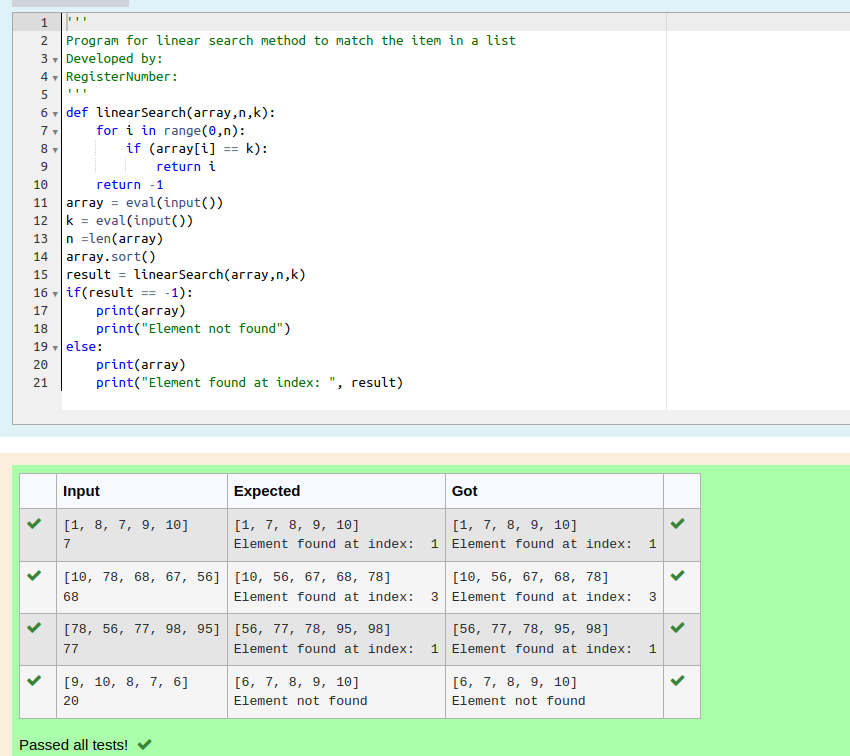 1 '''
2 Program for linear search method to match the item in a list
3 Developed by:
4 RegisterNumber:
5 '''
6 def linearSearch(array,n,k):
7     for i in range(0,n):
8         if (array[i] == k):
9             return i
10     return -1
11 array = eval(input())
12 k = eval(input())
13 n =len(array)
14 array.sort()
15 result = linearSearch(array,n,k)
16 if(result == -1):
17     print(array)
18     print("Element not found")
19 else:
20     print(array)
21     print("Element found at index: ", result)
Input Expected Got
[1, 8, 7, 9, 10] [1, 7, 8, 9, 10] [1, 7, 8, 9, 10]
7 Element found at index:  1 Element found at index:  1
[10, 78, 68, 67, 56] [10, 56, 67, 68, 78] [10, 56, 67, 68, 78]
68 Element found at index:  3 Element found at index:  3
[78, 56, 77, 98, 95] [56, 77, 78, 95, 98] [56, 77, 78, 95, 98]
77 Element found at index:  1 Element found at index:  1
[9, 10, 8, 7, 6] [6, 7, 8, 9, 10] [6, 7, 8, 9, 10]
20 Element not found Element not found
Passed all tests!